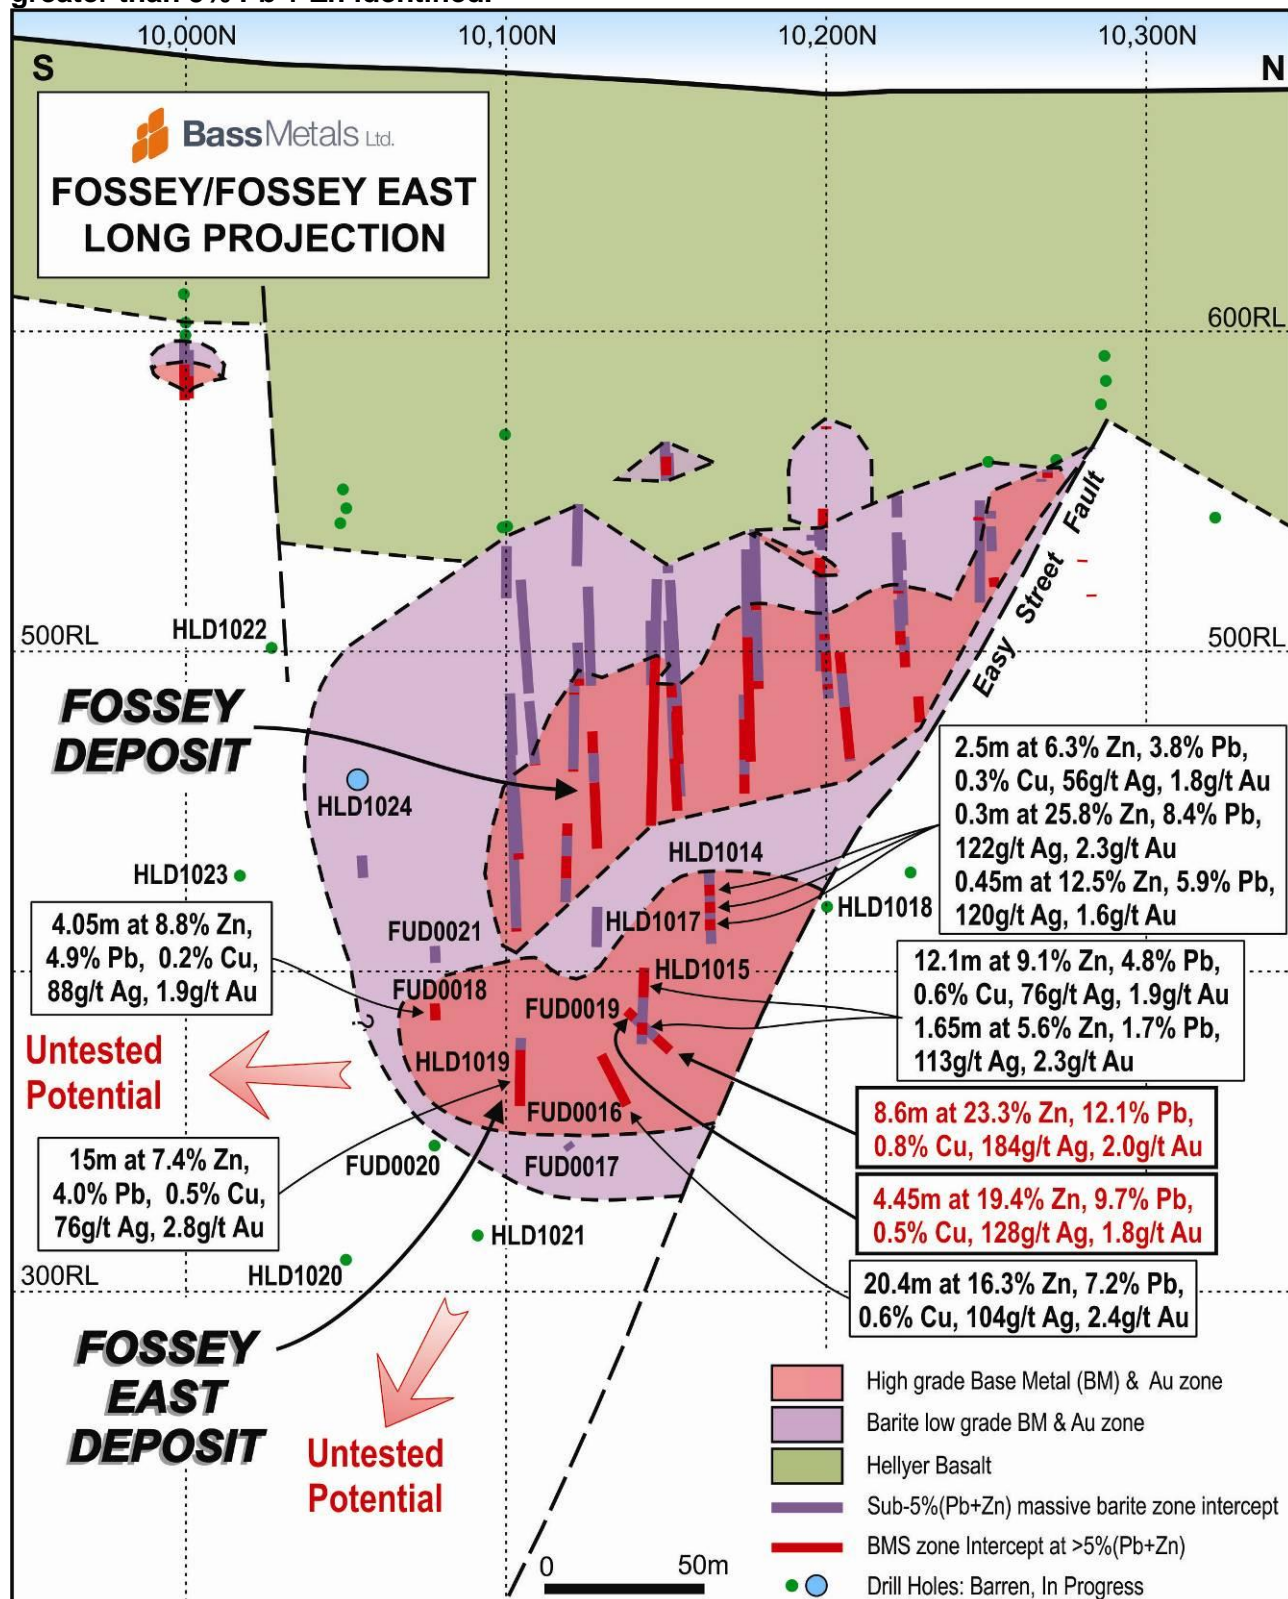 greater than 5% Pb + Zn identified.
10,000N
10,100N
10,200N
10,300N
S
N
BassMetals Ltd.
FOSSEY/FOSSEY EAST
LONG PROJECTION
600RL
600RL
HLD1022
500RL
500RL
Easy Street Fault
FOSSEY
DEPOSIT
HLD1024
2.5m at 6.3% Zn, 3.8% Pb,
0.3% Cu, 56g/t Ag, 1.8g/t Au
0.3m at 25.8% Zn, 8.4% Pb,
122g/t Ag, 2.3g/t Au
0.45m at 12.5% Zn, 5.9% Pb,
120g/t Ag, 1.6g/t Au
HLD1014
HLD1023
HLD1017
HLD1018
4.05m at 8.8% Zn,
4.9% Pb, 0.2% Cu,
88g/t Ag, 1.9g/t Au
FUD0021
HLD1015
12.1m at 9.1% Zn, 4.8% Pb,
0.6% Cu, 76g/t Ag, 1.9g/t Au
1.65m at 5.6% Zn, 1.7% Pb,
113g/t Ag, 2.3g/t Au
FUD0018
FUD0019
?
Untested
Potential
HLD1019
FUD0016
8.6m at 23.3% Zn, 12.1% Pb,
0.8% Cu, 184g/t Ag, 2.0g/t Au
15m at 7.4% Zn,
4.0% Pb, 0.5% Cu,
76g/t Ag, 2.8g/t Au
FUD0020
FUD0017
4.45m at 19.4% Zn, 9.7% Pb,
0.5% Cu, 128g/t Ag, 1.8g/t Au
HLD1021
300RL
HLD1020
20.4m at 16.3% Zn, 7.2% Pb,
0.6% Cu, 104g/t Ag, 2.4g/t Au
FOSSEY
EAST
DEPOSIT
Untested
Potential
High grade Base Metal (BM) & Au zone
Barite low grade BM & Au zone
Hellyer Basalt
Sub-5%(Pb+Zn) massive barite zone intercept
BMS zone Intercept at >5%(Pb+Zn)
Drill Holes: Barren, In Progress
0
50m